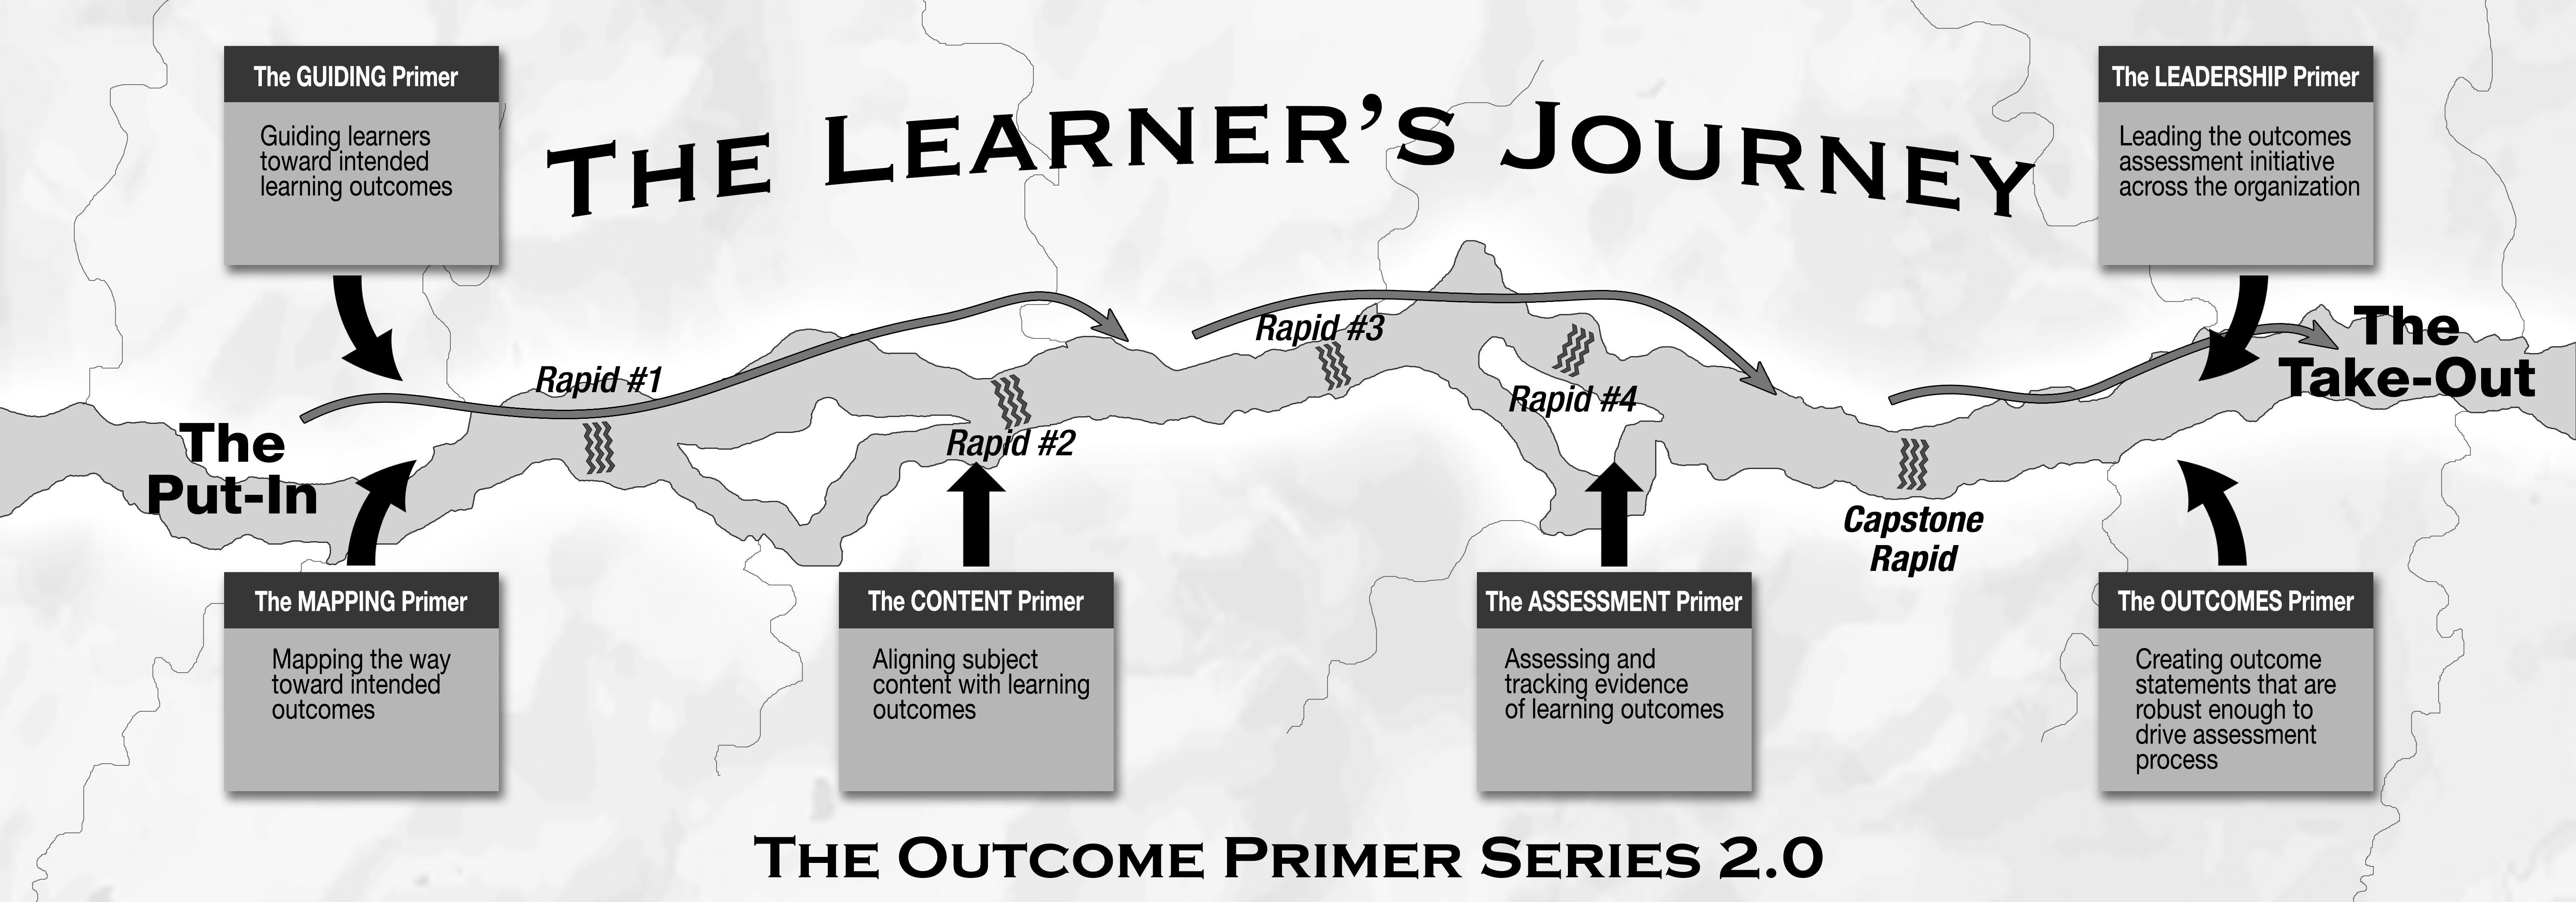 The GUIDING Primer
Guiding learners
toward intended
learning outcomes
THE LEARNER'S JOURNEY
The LEADERSHIP Primer
Leading the outcomes
assessment initiative
across the organization
The
Put-In
Rapid #1
Rapid #2
Rapid #3
Rapid #4
Capstone
Rapid
The
Take-Out
The MAPPING Primer
Mapping the way
toward intended
outcomes
The CONTENT Primer
Aligning subject
content with learning
outcomes
The ASSESSMENT Primer
Assessing and
tracking evidence
of learning outcomes
The OUTCOMES Primer
Creating outcome
statements that are
robust enough to
drive assessment
process
THE OUTCOME PRIMER SERIES 2.0